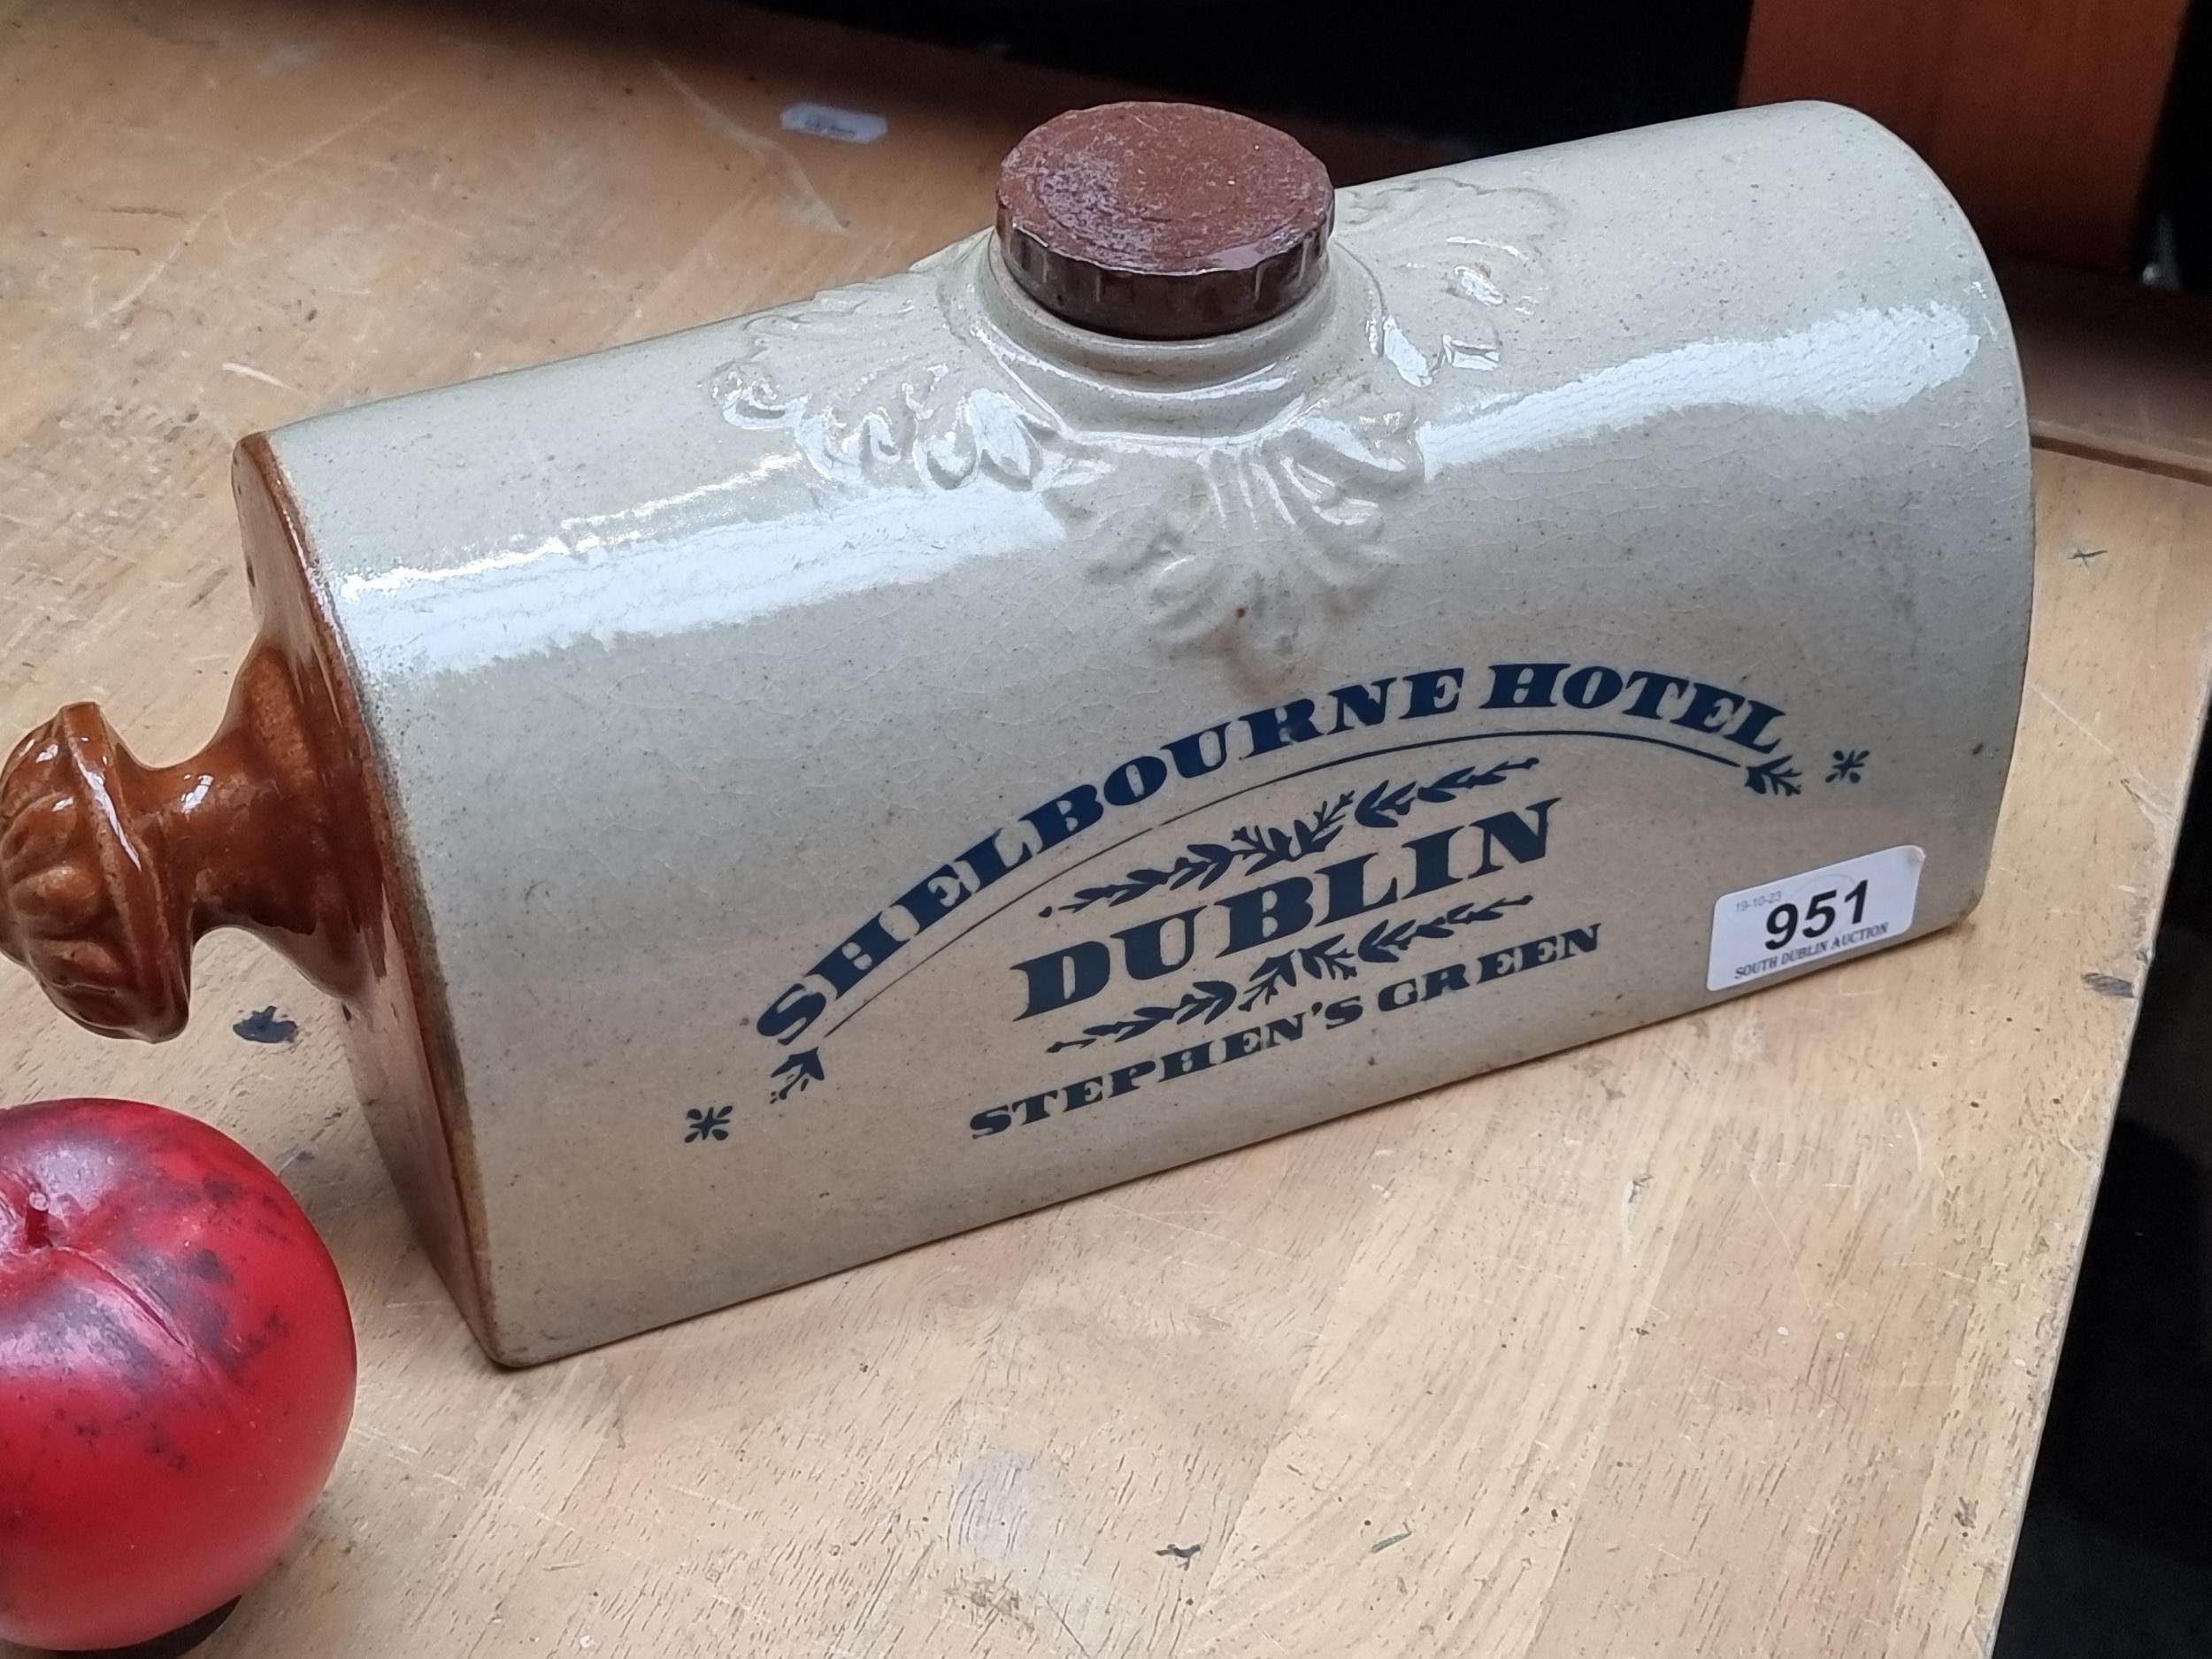 SHELBOURNE HOTEL
DUBLIN
STEPHEN'S GREEN
19-10-23
951
SOUTH DUBLIN AUCTION